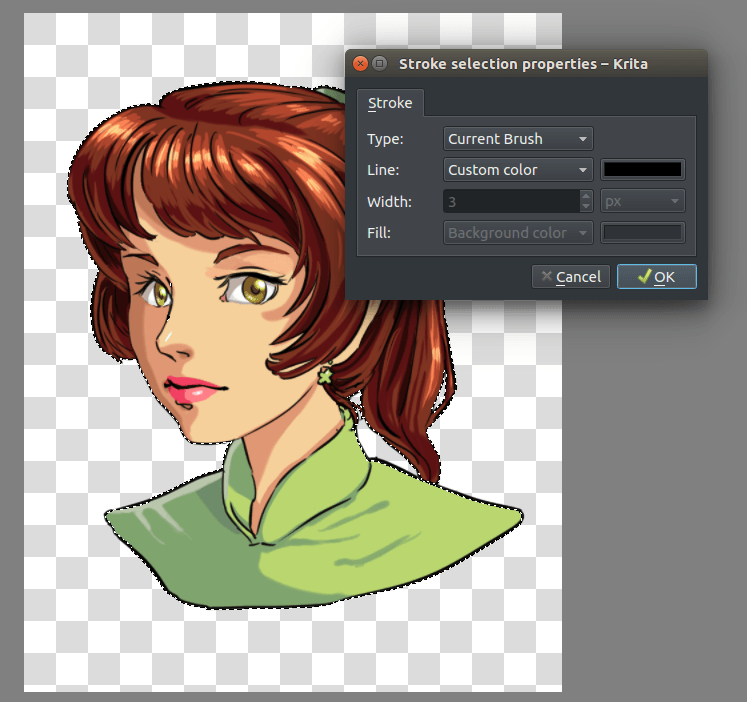 Stroke selection properties – Krita
Stroke
Type: Current Brush
Line: Custom color
Width: 3 px
Fill: Background color
Cancel OK